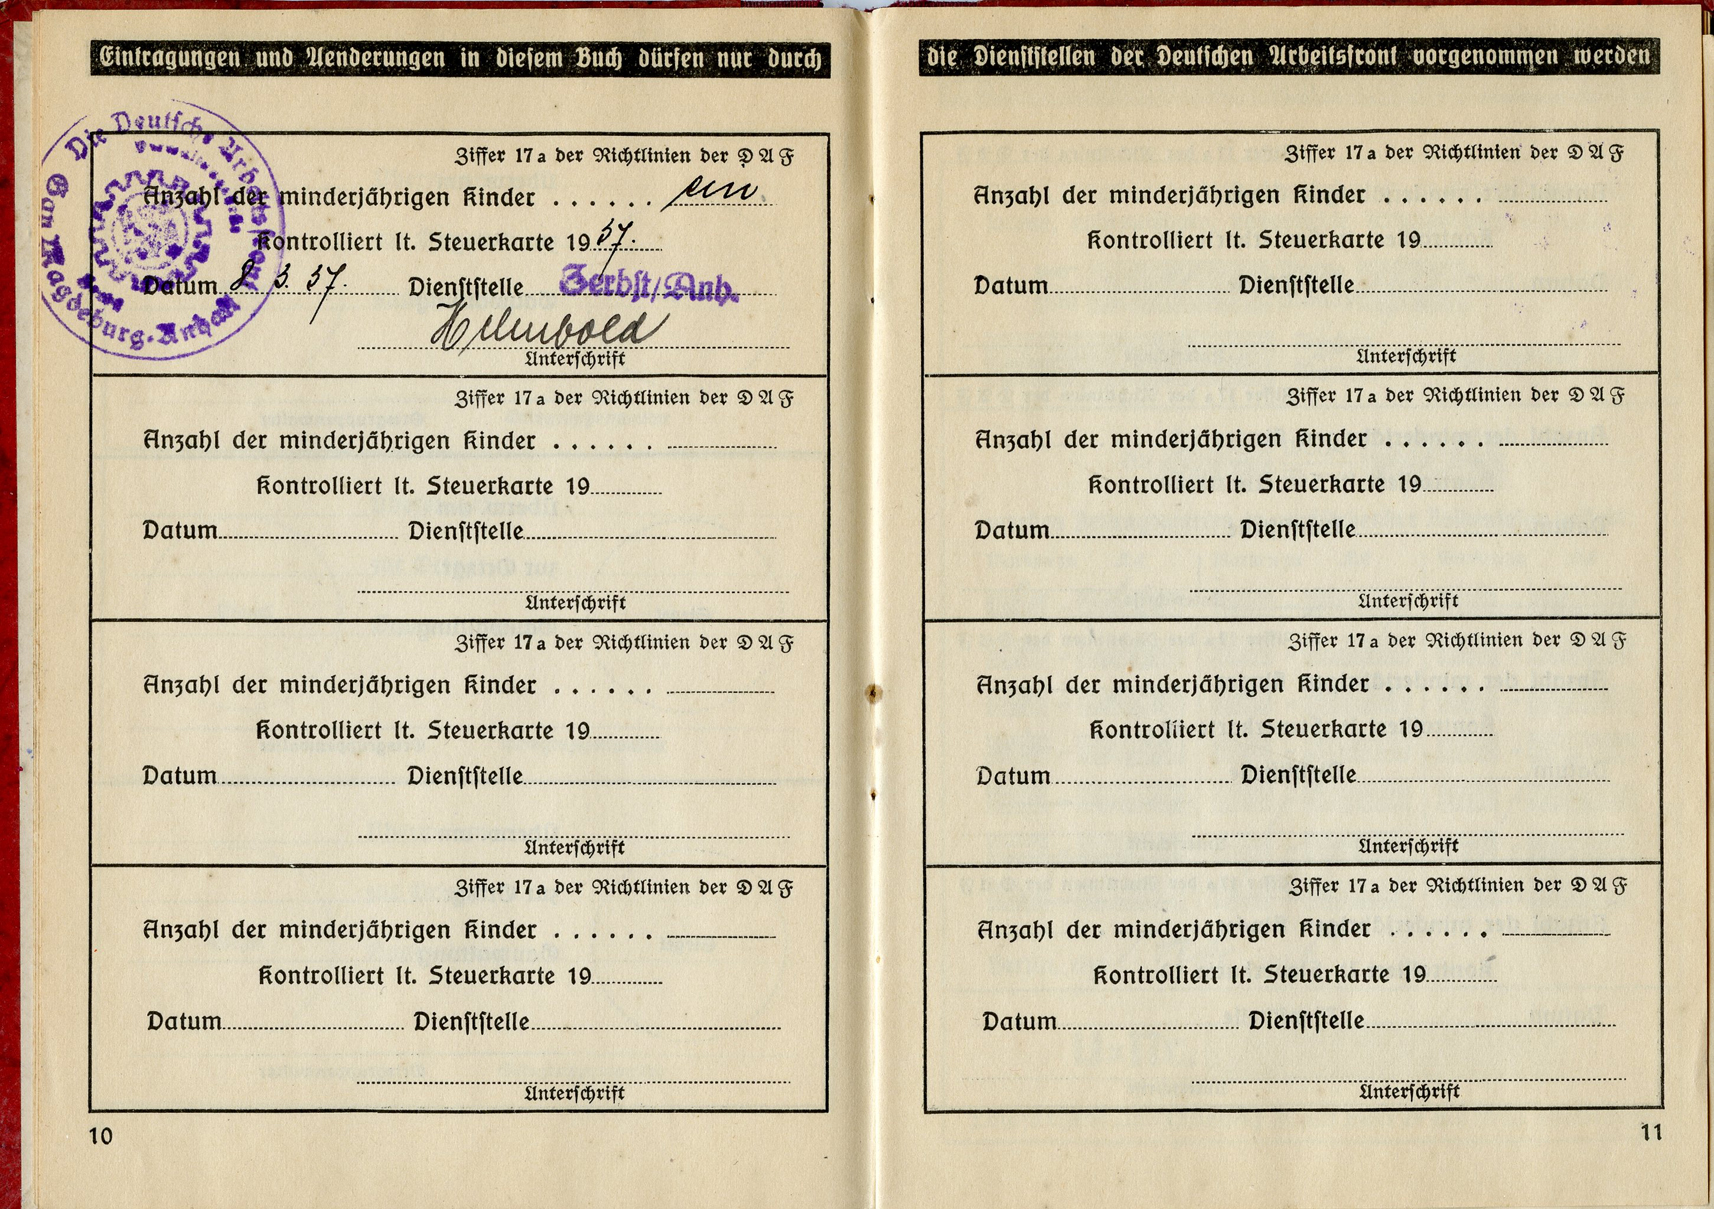 Eintragungen und Aenderungen in diesem Buch dürfen nur durch
Die Deutsche Arbeitsfront
Gau Magdeburg-Anhalt
Ziffer 17a der Richtlinien der DAF
Anzahl der minderjährigen Kinder ...... ein
Kontrolliert lt. Steuerkarte 1937.
Datum 8. 3. 37. Dienststelle Zerbst/Anh.
Unterschrift
Ziffer 17a der Richtlinien der DAF
Anzahl der minderjährigen Kinder ......
Kontrolliert lt. Steuerkarte 19
Datum Dienststelle
Unterschrift
Ziffer 17a der Richtlinien der DAF
Anzahl der minderjährigen Kinder ......
Kontrolliert lt. Steuerkarte 19
Datum Dienststelle
Unterschrift
Ziffer 17a der Richtlinien der DAF
Anzahl der minderjährigen Kinder ......
Kontrolliert lt. Steuerkarte 19
Datum Dienststelle
Unterschrift
10
die Dienststellen der Deutschen Arbeitsfront vorgenommen werden
Ziffer 17a der Richtlinien der DAF
Anzahl der minderjährigen Kinder ......
Kontrolliert lt. Steuerkarte 19
Datum Dienststelle
Unterschrift
Ziffer 17a der Richtlinien der DAF
Anzahl der minderjährigen Kinder ......
Kontrolliert lt. Steuerkarte 19
Datum Dienststelle
Unterschrift
Ziffer 17a der Richtlinien der DAF
Anzahl der minderjährigen Kinder ......
Kontrolliert lt. Steuerkarte 19
Datum Dienststelle
Unterschrift
Ziffer 17a der Richtlinien der DAF
Anzahl der minderjährigen Kinder ......
Kontrolliert lt. Steuerkarte 19
Datum Dienststelle
Unterschrift
11